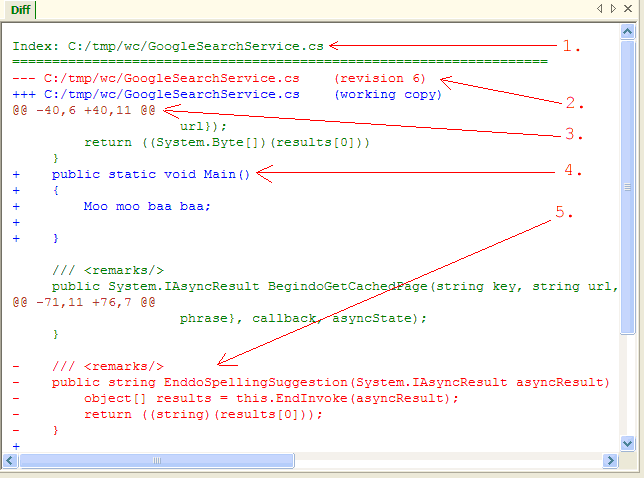 Diff
Index: C:/tmp/wc/GoogleSearchService.cs 1.
===================================================================
--- C:/tmp/wc/GoogleSearchService.cs (revision 6)
+++ C:/tmp/wc/GoogleSearchService.cs (working copy) 2.
@@ -40,6 +40,11 @@
url}); 3.
return ((System.Byte[])(results[0]))
}
+ public static void Main() 4.
+ {
+ Moo moo baa baa; 5.
+
+ }
/// <remarks/>
public System.IAsyncResult BegindoGetCachedPage(string key, string url,
@@ -71,11 +76,7 @@
phrase}, callback, asyncState);
}
- /// <remarks/>
- public string EnddoSpellingSuggestion(System.IAsyncResult asyncResult)
- object[] results = this.EndInvoke(asyncResult);
- return ((string)(results[0]));
- }
+